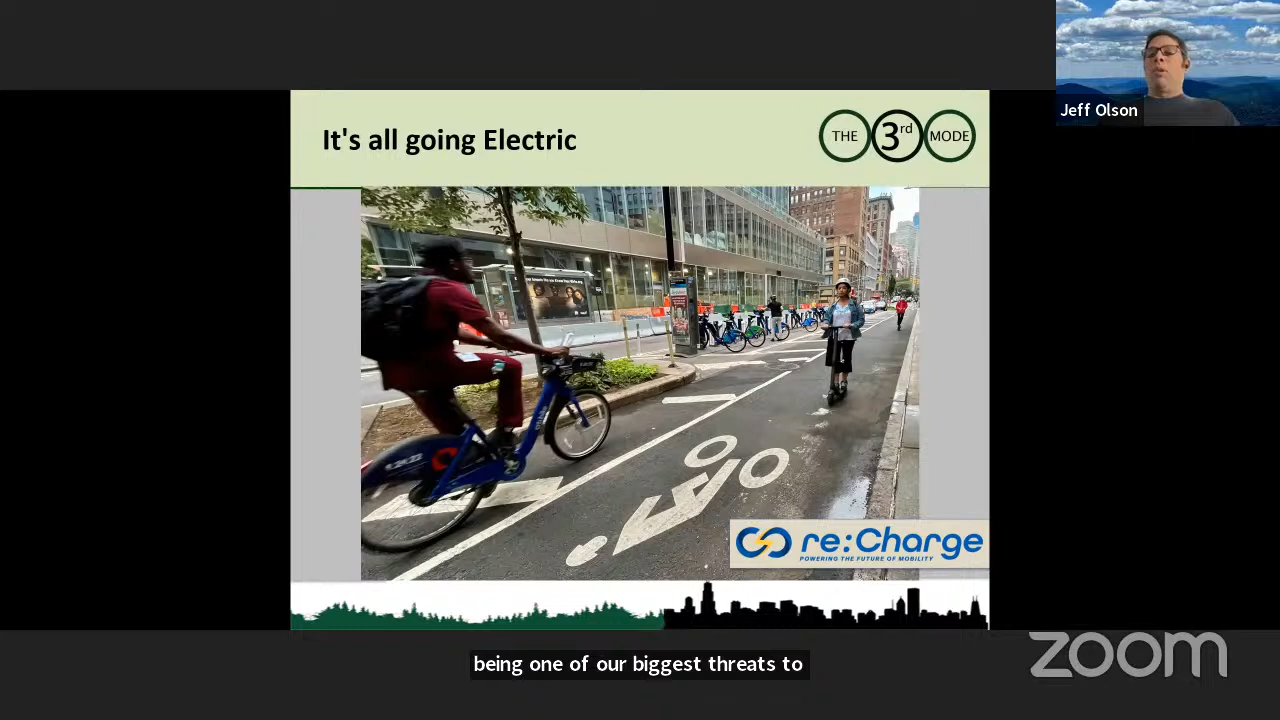 Jeff Olson
It's all going Electric
THE 3rd MODE
re:Charge
POWERING THE FUTURE OF MOBILITY
being one of our biggest threats to
zoom